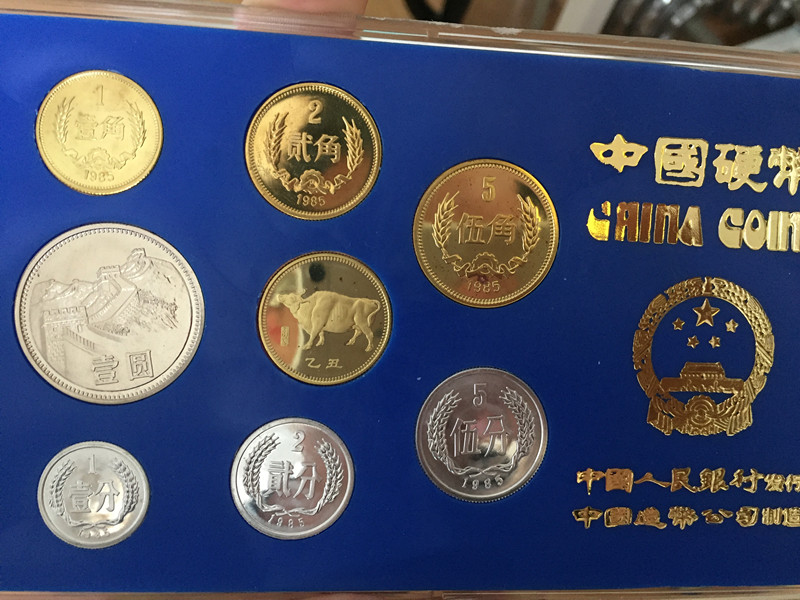 1
壹角
1985
2
贰角
1985
5
伍角
1985
中國硬幣
CHINA COIN
壹圆
乙丑
1
壹分
1985
2
贰分
1985
5
伍分
1985
中國人民銀行发行
中國造幣公司制造